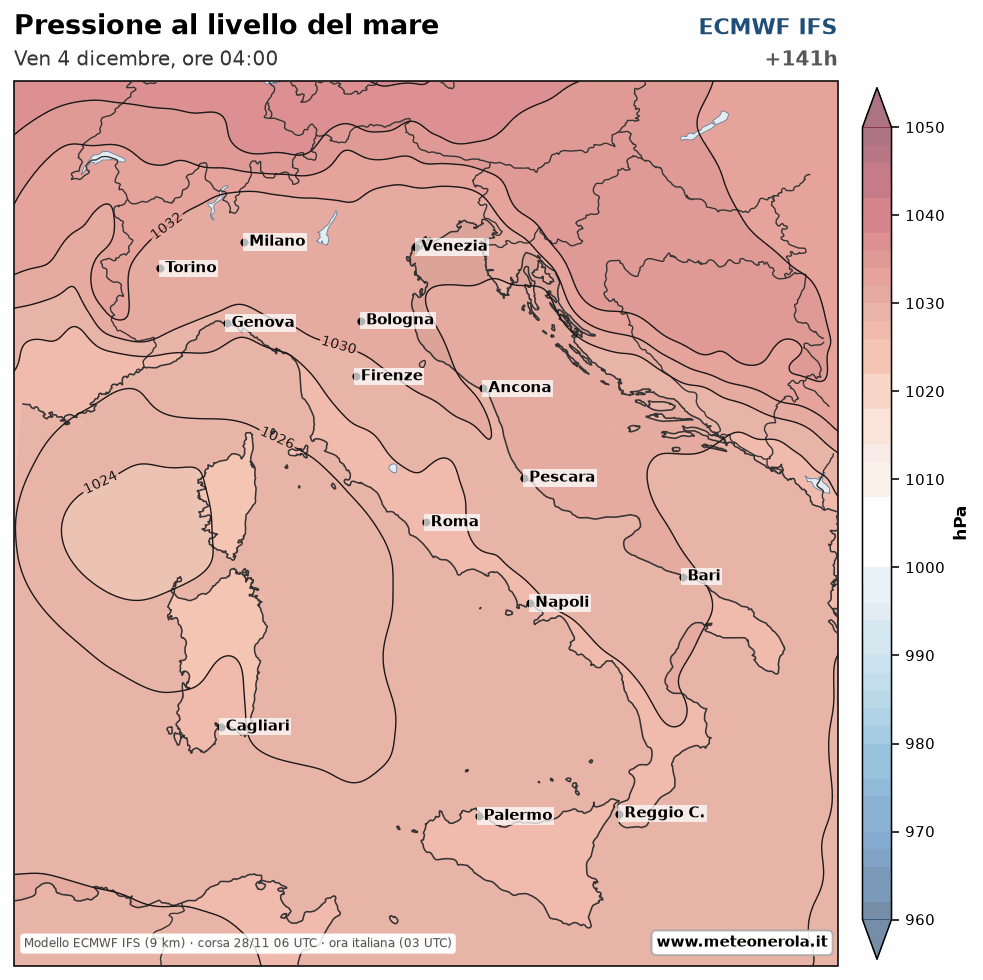 Pressione al livello del mare
ECMWF IFS
Ven 4 dicembre, ore 04:00
+141h
1050
1040
1030
1020
1010
1000
990
980
970
960
hPa
1032
Milano
Venezia
Torino
Genova
Bologna
1030
Firenze
Ancona
1026
1024
Pescara
Roma
Bari
Napoli
Cagliari
Palermo
Reggio C.
Modello ECMWF IFS (9 km) · corsa 28/11 06 UTC · ora italiana (03 UTC)
www.meteonerola.it